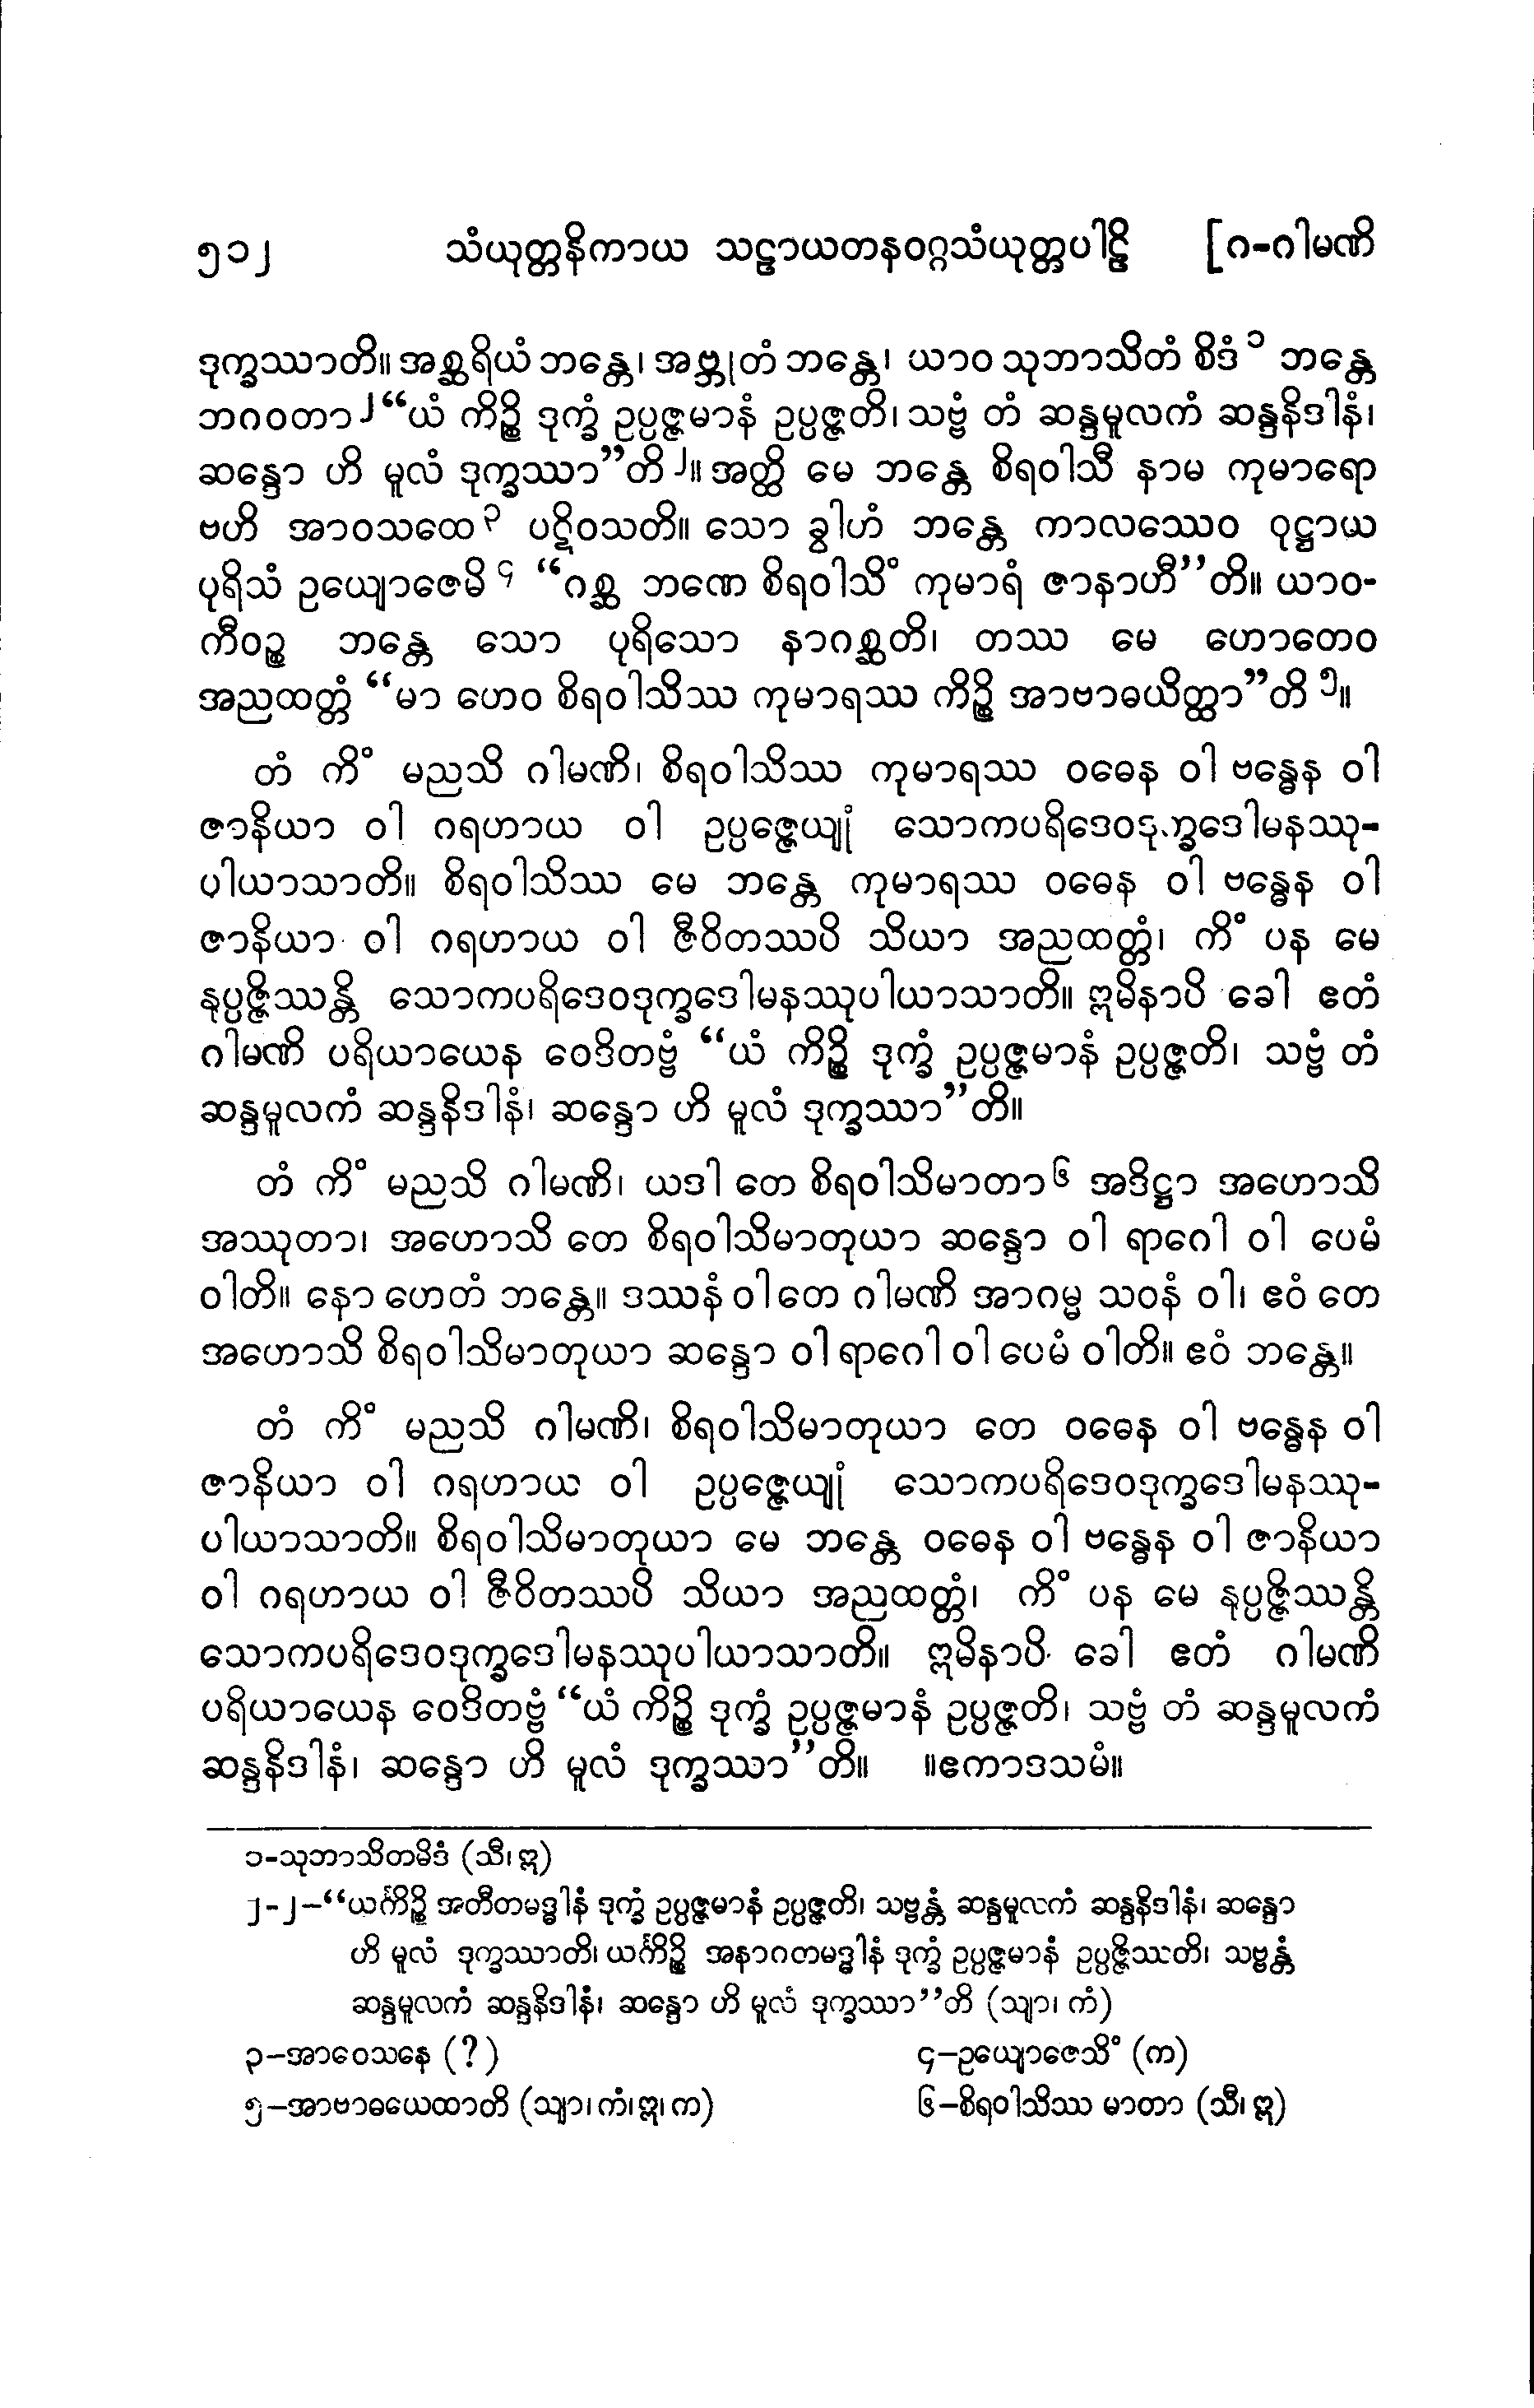 ၅၁၂ သံယုတ္တနိကာယ သဠာယတနဝဂ္ဂသံယုတ္တပါဠိ [ဂ-ဂါမဏိ
ဒုက္ခဿာတိ။ အစ္ဆရိယံ ဘန္တေ၊ အဗ္ဘုတံ ဘန္တေ၊ ယာဝ သုဘာသိတံ စိဒံ ၁ ဘန္တေ
ဘဂဝတာ ၂ “ယံ ကိဉ္စိ ဒုက္ခံ ဥပ္ပဇ္ဇမာနံ ဥပ္ပဇ္ဇတိ၊ သဗ္ဗံ တံ ဆန္ဒမူလကံ ဆန္ဒနိဒါနံ၊
ဆန္ဒော ဟိ မူလံ ဒုက္ခဿာ”တိ ၂။ အတ္ထိ မေ ဘန္တေ စိရဝါသီ နာမ ကုမာရော
ဗဟိ အာဝသထေ ၃ ပဋိဝသတိ။ သော ခွါဟံ ဘန္တေ ကာလဿေဝ ဝုဋ္ဌာယ
ပုရိသံ ဥယျောဇေမိ ၄ “ဂစ္ဆ ဘဏေ စိရဝါသိံ ကုမာရံ ဇာနာဟီ”တိ။ ယာဝ-
ကီဝဉ္စ ဘန္တေ သော ပုရိသော နာဂစ္ဆတိ၊ တဿ မေ ဟောတေဝ
အညထတ္တံ “မာ ဟေဝ စိရဝါသိဿ ကုမာရဿ ကိဉ္စိ အာဗာဓယိတ္ထာ”တိ ၅။
တံ ကိံ မညသိ ဂါမဏိ၊ စိရဝါသိဿ ကုမာရဿ ဝဓေန ဝါ ဗန္ဓေန ဝါ
ဇာနိယာ ဝါ ဂရဟာယ ဝါ ဥပ္ပဇ္ဇေယျုံ သောကပရိဒေဝဒုက္ခဒေါမနဿု-
ပါယာသာတိ။ စိရဝါသိဿ မေ ဘန္တေ ကုမာရဿ ဝဓေန ဝါ ဗန္ဓေန ဝါ
ဇာနိယာ ဝါ ဂရဟာယ ဝါ ဇီဝိတဿပိ သိယာ အညထတ္တံ၊ ကိံ ပန မေ
နုပ္ပဇ္ဇိဿန္တိ သောကပရိဒေဝဒုက္ခဒေါမနဿုပါယာသာတိ။ ဣမိနာပိ ခေါ ဧတံ
ဂါမဏိ ပရိယာယေန ဝေဒိတဗ္ဗံ “ယံ ကိဉ္စိ ဒုက္ခံ ဥပ္ပဇ္ဇမာနံ ဥပ္ပဇ္ဇတိ၊ သဗ္ဗံ တံ
ဆန္ဒမူလကံ ဆန္ဒနိဒါနံ၊ ဆန္ဒော ဟိ မူလံ ဒုက္ခဿာ”တိ။
တံ ကိံ မညသိ ဂါမဏိ၊ ယဒါ တေ စိရဝါသိမာတာ ၆ အဒိဋ္ဌာ အဟောသိ
အဿုတာ၊ အဟောသိ တေ စိရဝါသိမာတုယာ ဆန္ဒော ဝါ ရာဂေါ ဝါ ပေမံ
ဝါတိ။ နော ဟေတံ ဘန္တေ။ ဒဿနံ ဝါ တေ ဂါမဏိ အာဂမ္မ သဝနံ ဝါ၊ ဧဝံ တေ
အဟောသိ စိရဝါသိမာတုယာ ဆန္ဒော ဝါ ရာဂေါ ဝါ ပေမံ ဝါတိ။ ဧဝံ ဘန္တေ။
တံ ကိံ မညသိ ဂါမဏိ၊ စိရဝါသိမာတုယာ တေ ဝဓေန ဝါ ဗန္ဓေန ဝါ
ဇာနိယာ ဝါ ဂရဟာယ ဝါ ဥပ္ပဇ္ဇေယျုံ သောကပရိဒေဝဒုက္ခဒေါမနဿု-
ပါယာသာတိ။ စိရဝါသိမာတုယာ မေ ဘန္တေ ဝဓေန ဝါ ဗန္ဓေန ဝါ ဇာနိယာ
ဝါ ဂရဟာယ ဝါ ဇီဝိတဿပိ သိယာ အညထတ္တံ၊ ကိံ ပန မေ နုပ္ပဇ္ဇိဿန္တိ
သောကပရိဒေဝဒုက္ခဒေါမနဿုပါယာသာတိ။ ဣမိနာပိ ခေါ ဧတံ ဂါမဏိ
ပရိယာယေန ဝေဒိတဗ္ဗံ “ယံ ကိဉ္စိ ဒုက္ခံ ဥပ္ပဇ္ဇမာနံ ဥပ္ပဇ္ဇတိ၊ သဗ္ဗံ တံ ဆန္ဒမူလကံ
ဆန္ဒနိဒါနံ၊ ဆန္ဒော ဟိ မူလံ ဒုက္ခဿာ”တိ။ ။ဧကာဒသမံ။
၁-သုဘာသိတမိဒံ (သီ၊ ဣ)
၂-၂-“ယင်္ကိဉ္စိ အတီတမဒ္ဓါနံ ဒုက္ခံ ဥပ္ပဇ္ဇမာနံ ဥပ္ပဇ္ဇတိ၊ သဗ္ဗန္တံ ဆန္ဒမူလကံ ဆန္ဒနိဒါနံ၊ ဆန္ဒော
ဟိ မူလံ ဒုက္ခဿာတိ၊ ယင်္ကိဉ္စိ အနာဂတမဒ္ဓါနံ ဒုက္ခံ ဥပ္ပဇ္ဇမာနံ ဥပ္ပဇ္ဇိဿတိ၊ သဗ္ဗန္တံ
ဆန္ဒမူလကံ ဆန္ဒနိဒါနံ၊ ဆန္ဒော ဟိ မူလံ ဒုက္ခဿာ”တိ (သျာ၊ ကံ)
၃-အာဝေသနေ (?) ၄-ဥယျောဇေသိံ (က)
၅-အာဗာဓယေထာတိ (သျာ၊ ကံ၊ ဣ၊ က) ၆-စိရဝါသိဿ မာတာ (သီ၊ ဣ)